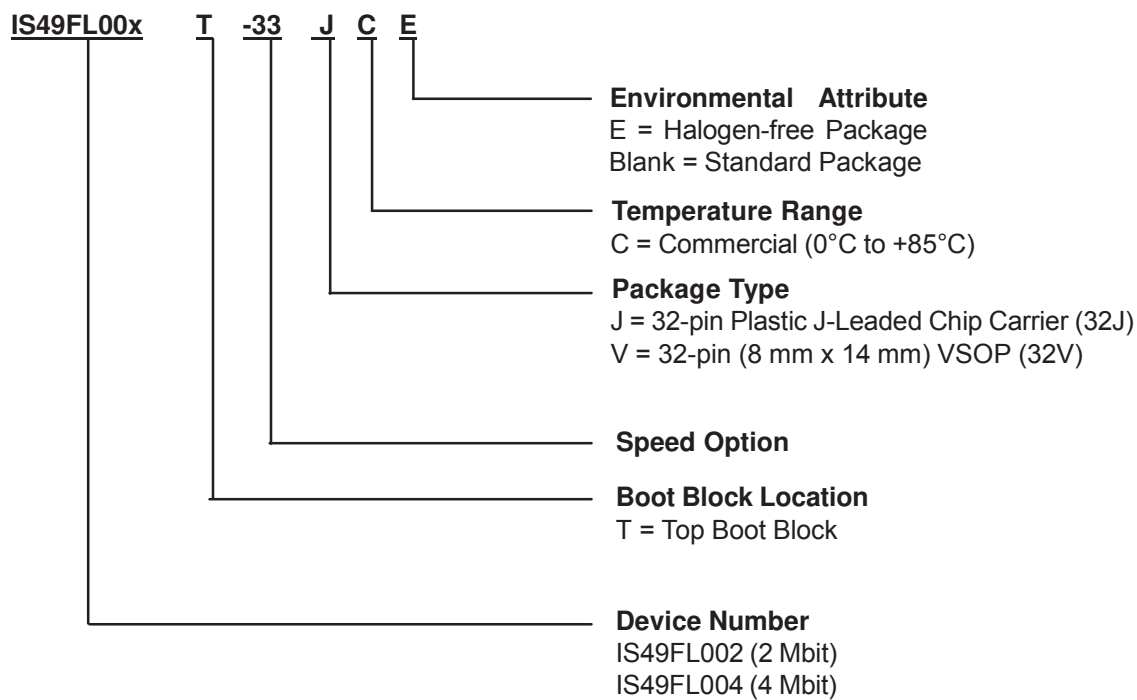 IS49FL00x T -33 J C E
Environmental Attribute
E = Halogen-free Package
Blank = Standard Package
Temperature Range
C = Commercial (0°C to +85°C)
Package Type
J = 32-pin Plastic J-Leaded Chip Carrier (32J)
V = 32-pin (8 mm x 14 mm) VSOP (32V)
Speed Option
Boot Block Location
T = Top Boot Block
Device Number
IS49FL002 (2 Mbit)
IS49FL004 (4 Mbit)